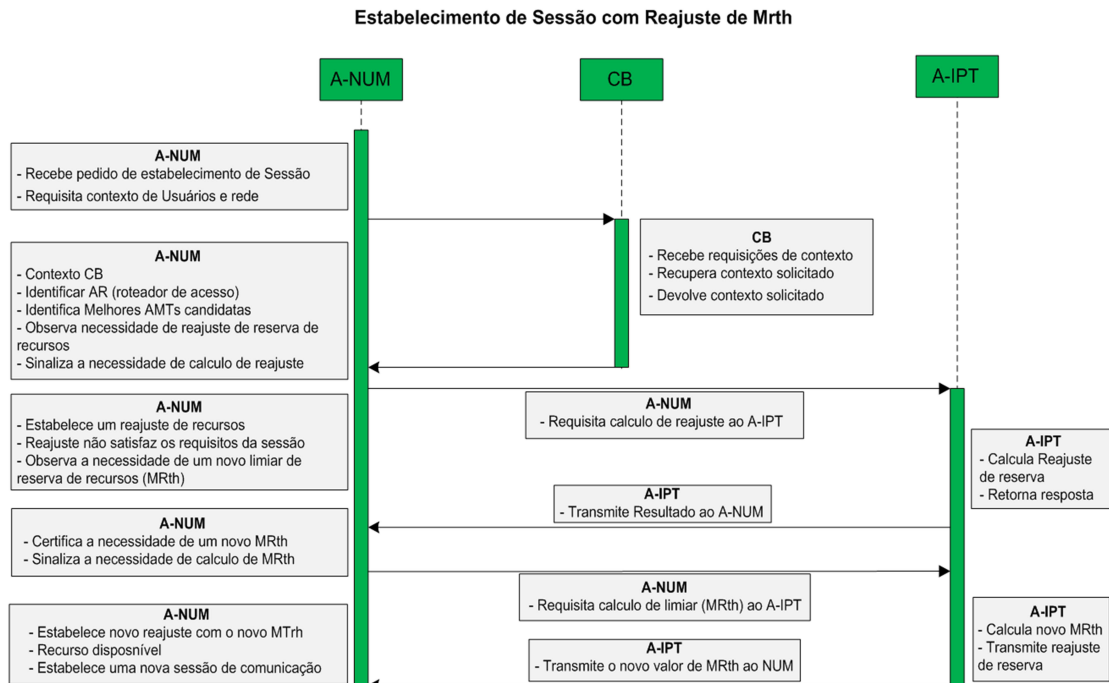 Estabelecimento de Sessão com Reajuste de Mrth
A-NUM
CB
A-IPT
A-NUM
- Recebe pedido de estabelecimento de Sessão
- Requisita contexto de Usuários e rede
CB
- Recebe requisições de contexto
- Recupera contexto solicitado
- Devolve contexto solicitado
A-NUM
- Contexto CB
- Identificar AR (roteador de acesso)
- Identifica Melhores AMTs candidatas
- Observa necessidade de reajuste de reserva de
recursos
- Sinaliza a necessidade de calculo de reajuste
A-NUM
- Requisita calculo de reajuste ao A-IPT
A-NUM
- Estabelece um reajuste de recursos
- Reajuste não satisfaz os requisitos da sessão
- Observa a necessidade de um novo limiar de
reserva de recursos (MRth)
A-IPT
- Calcula Reajuste
de reserva
- Retorna resposta
A-IPT
- Transmite Resultado ao A-NUM
A-NUM
- Certifica a necessidade de um novo MRth
- Sinaliza a necessidade de calculo de MRth
A-NUM
- Requisita calculo de limiar (MRth) ao A-IPT
A-IPT
- Calcula novo MRth
- Transmite reajuste
de reserva
A-NUM
- Estabelece novo reajuste com o novo MTrh
- Recurso disposnível
- Estabelece uma nova sessão de comunicação
A-IPT
- Transmite o novo valor de MRth ao NUM